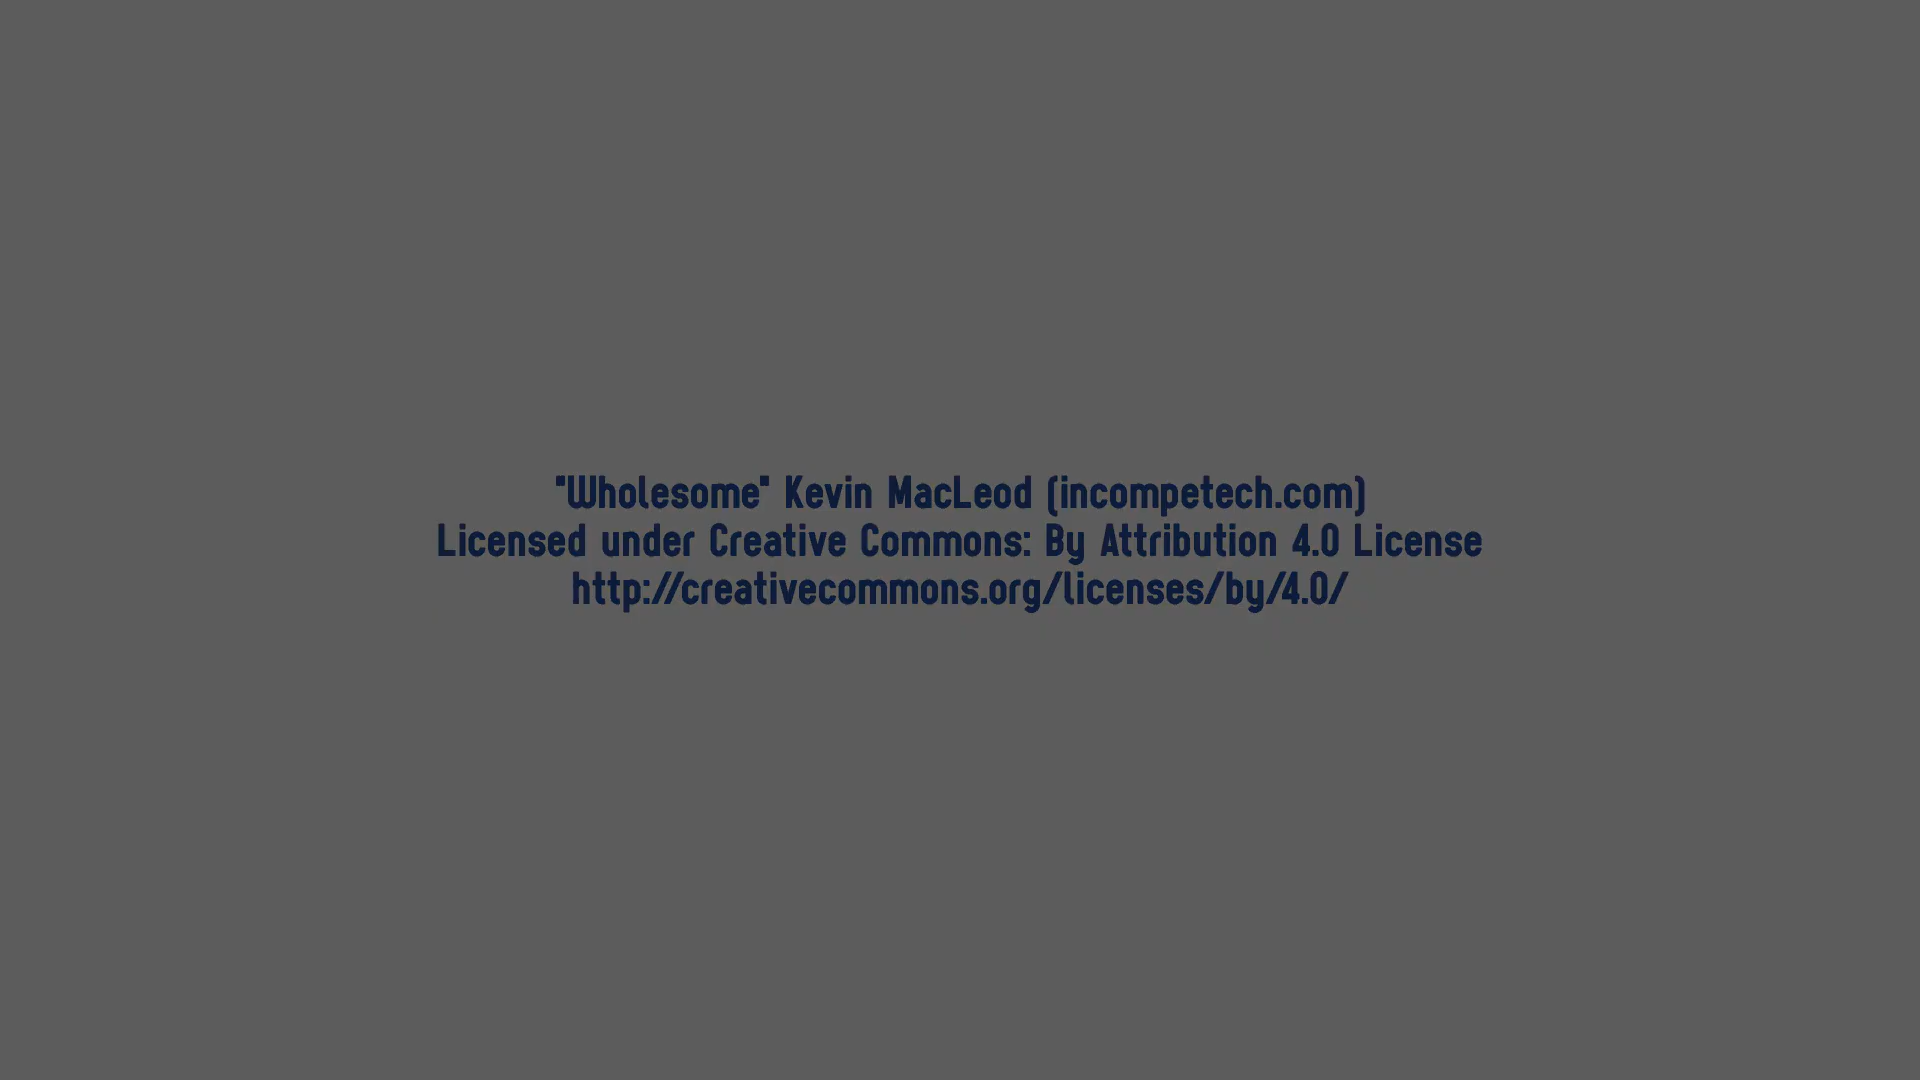 "Wholesome" Kevin MacLeod (incompetech.com)
Licensed under Creative Commons: By Attribution 4.0 License
http://creativecommons.org/licenses/by/4.0/